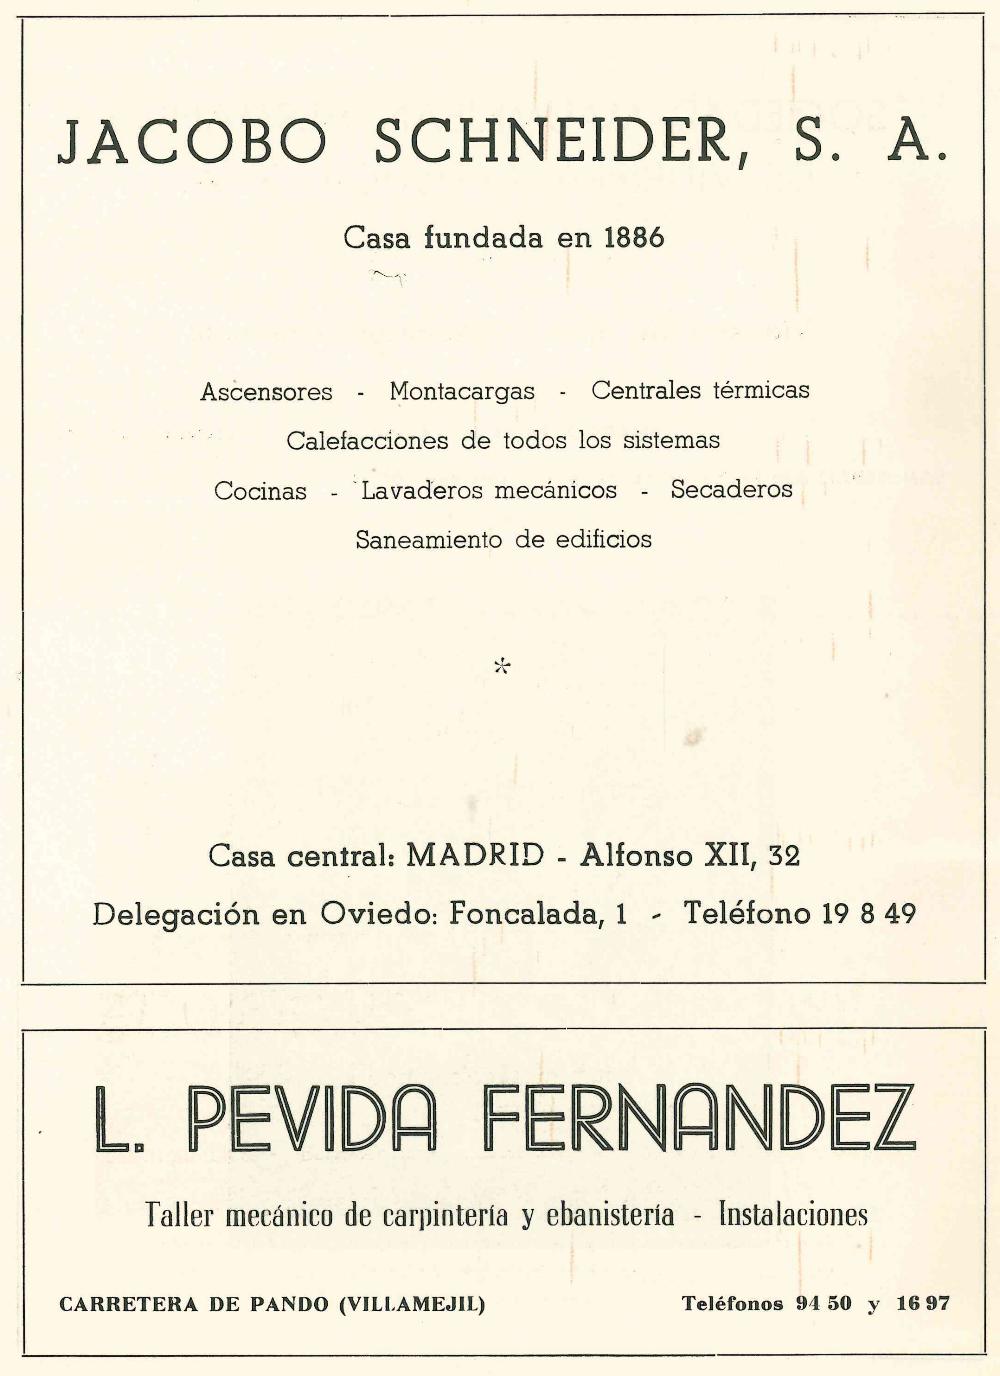 JACOBO SCHNEIDER, S. A.
Casa fundada en 1886
Ascensores - Montacargas - Centrales térmicas
Calefacciones de todos los sistemas
Cocinas - Lavaderos mecánicos - Secaderos
Saneamiento de edificios
*
Casa central: MADRID - Alfonso XII, 32
Delegación en Oviedo: Foncalada, 1 - Teléfono 19 8 49
L. PEVIDA FERNANDEZ
Taller mecánico de carpintería y ebanistería - Instalaciones
CARRETERA DE PANDO (VILLAMEJIL) Teléfonos 94 50 y 16 97